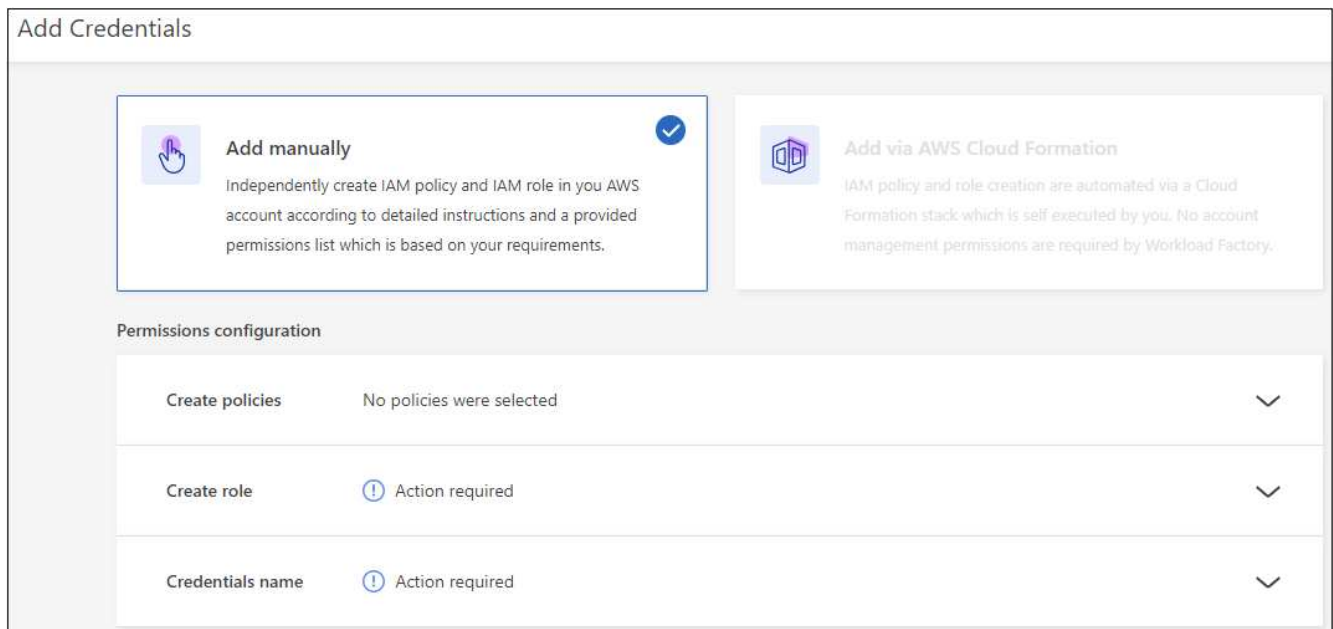 Add Credentials
Add manually
Independently create IAM policy and IAM role in you AWS
account according to detailed instructions and a provided
permissions list which is based on your requirements.
Add via AWS Cloud Formation
IAM policy and role creation are automated via a Cloud
Formation stack which is self executed by you. No account
management permissions are required by Workload Factory.
Permissions configuration
Create policies No policies were selected
Create role Action required
Credentials name Action required